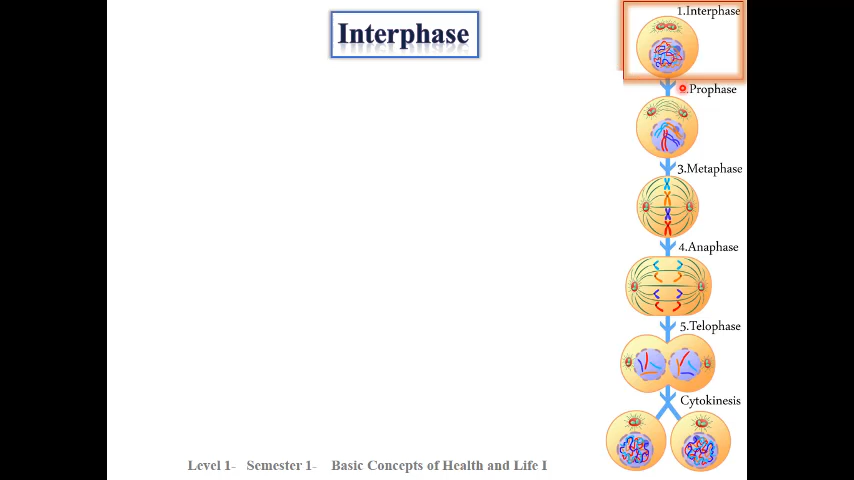 Interphase
1.Interphase
.Prophase
3.Metaphase
4.Anaphase
5.Telophase
Cytokinesis
Level 1- Semester 1- Basic Concepts of Health and Life I